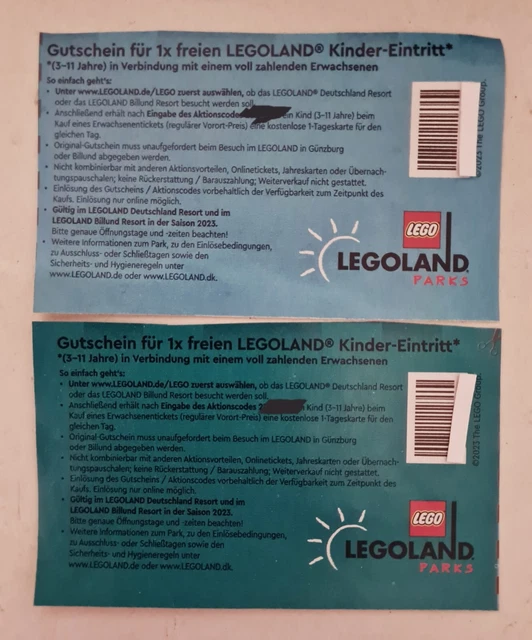 Gutschein für 1x freien LEGOLAND® Kinder-Eintritt*
*(3–11 Jahre) in Verbindung mit einem voll zahlenden Erwachsenen
So einfach geht's:
• Unter www.LEGOLAND.de/LEGO zuerst auswählen, ob das LEGOLAND® Deutschland Resort
oder das LEGOLAND Billund Resort besucht werden soll.
• Anschließend erhält nach Eingabe des Aktionscodes ein Kind (3–11 Jahre) beim
Kauf eines Erwachsenentickets (regulärer Vorort-Preis) eine kostenlose 1-Tageskarte für den
gleichen Tag.
• Original-Gutschein muss unaufgefordert beim Besuch im LEGOLAND in Günzburg
oder Billund abgegeben werden.
• Nicht kombinierbar mit anderen Aktionsvorteilen, Onlinetickets, Jahreskarten oder Übernach-
tungspauschalen; keine Rückerstattung / Barauszahlung; Weiterverkauf nicht gestattet.
• Einlösung des Gutscheins / Aktionscodes vorbehaltlich der Verfügbarkeit zum Zeitpunkt des
Kaufs. Einlösung nur online möglich.
• Gültig im LEGOLAND Deutschland Resort und im
LEGOLAND Billund Resort in der Saison 2023.
Bitte genaue Öffnungstage und -zeiten beachten!
• Weitere Informationen zum Park, zu den Einlösebedingungen,
zu Ausschluss- oder Schließtagen sowie den
Sicherheits- und Hygieneregeln unter
www.LEGOLAND.de oder www.LEGOLAND.dk.
©2023 The LEGO Group.
LEGO
LEGOLAND
PARKS
Gutschein für 1x freien LEGOLAND® Kinder-Eintritt*
*(3–11 Jahre) in Verbindung mit einem voll zahlenden Erwachsenen
So einfach geht's:
• Unter www.LEGOLAND.de/LEGO zuerst auswählen, ob das LEGOLAND® Deutschland Resort
oder das LEGOLAND Billund Resort besucht werden soll.
• Anschließend erhält nach Eingabe des Aktionscodes Kind (3–11 Jahre) beim
Kauf eines Erwachsenentickets (regulärer Vorort-Preis) eine kostenlose 1-Tageskarte für den
gleichen Tag.
• Original-Gutschein muss unaufgefordert beim Besuch im LEGOLAND in Günzburg
oder Billund abgegeben werden.
• Nicht kombinierbar mit anderen Aktionsvorteilen, Onlinetickets, Jahreskarten oder Übernach-
tungspauschalen; keine Rückerstattung / Barauszahlung; Weiterverkauf nicht gestattet.
• Einlösung des Gutscheins / Aktionscodes vorbehaltlich der Verfügbarkeit zum Zeitpunkt des
Kaufs. Einlösung nur online möglich.
• Gültig im LEGOLAND Deutschland Resort und im
LEGOLAND Billund Resort in der Saison 2023.
Bitte genaue Öffnungstage und -zeiten beachten!
• Weitere Informationen zum Park, zu den Einlösebedingungen,
zu Ausschluss- oder Schließtagen sowie den
Sicherheits- und Hygieneregeln unter
www.LEGOLAND.de oder www.LEGOLAND.dk.
©2023 The LEGO Group.
LEGO
LEGOLAND
PARKS